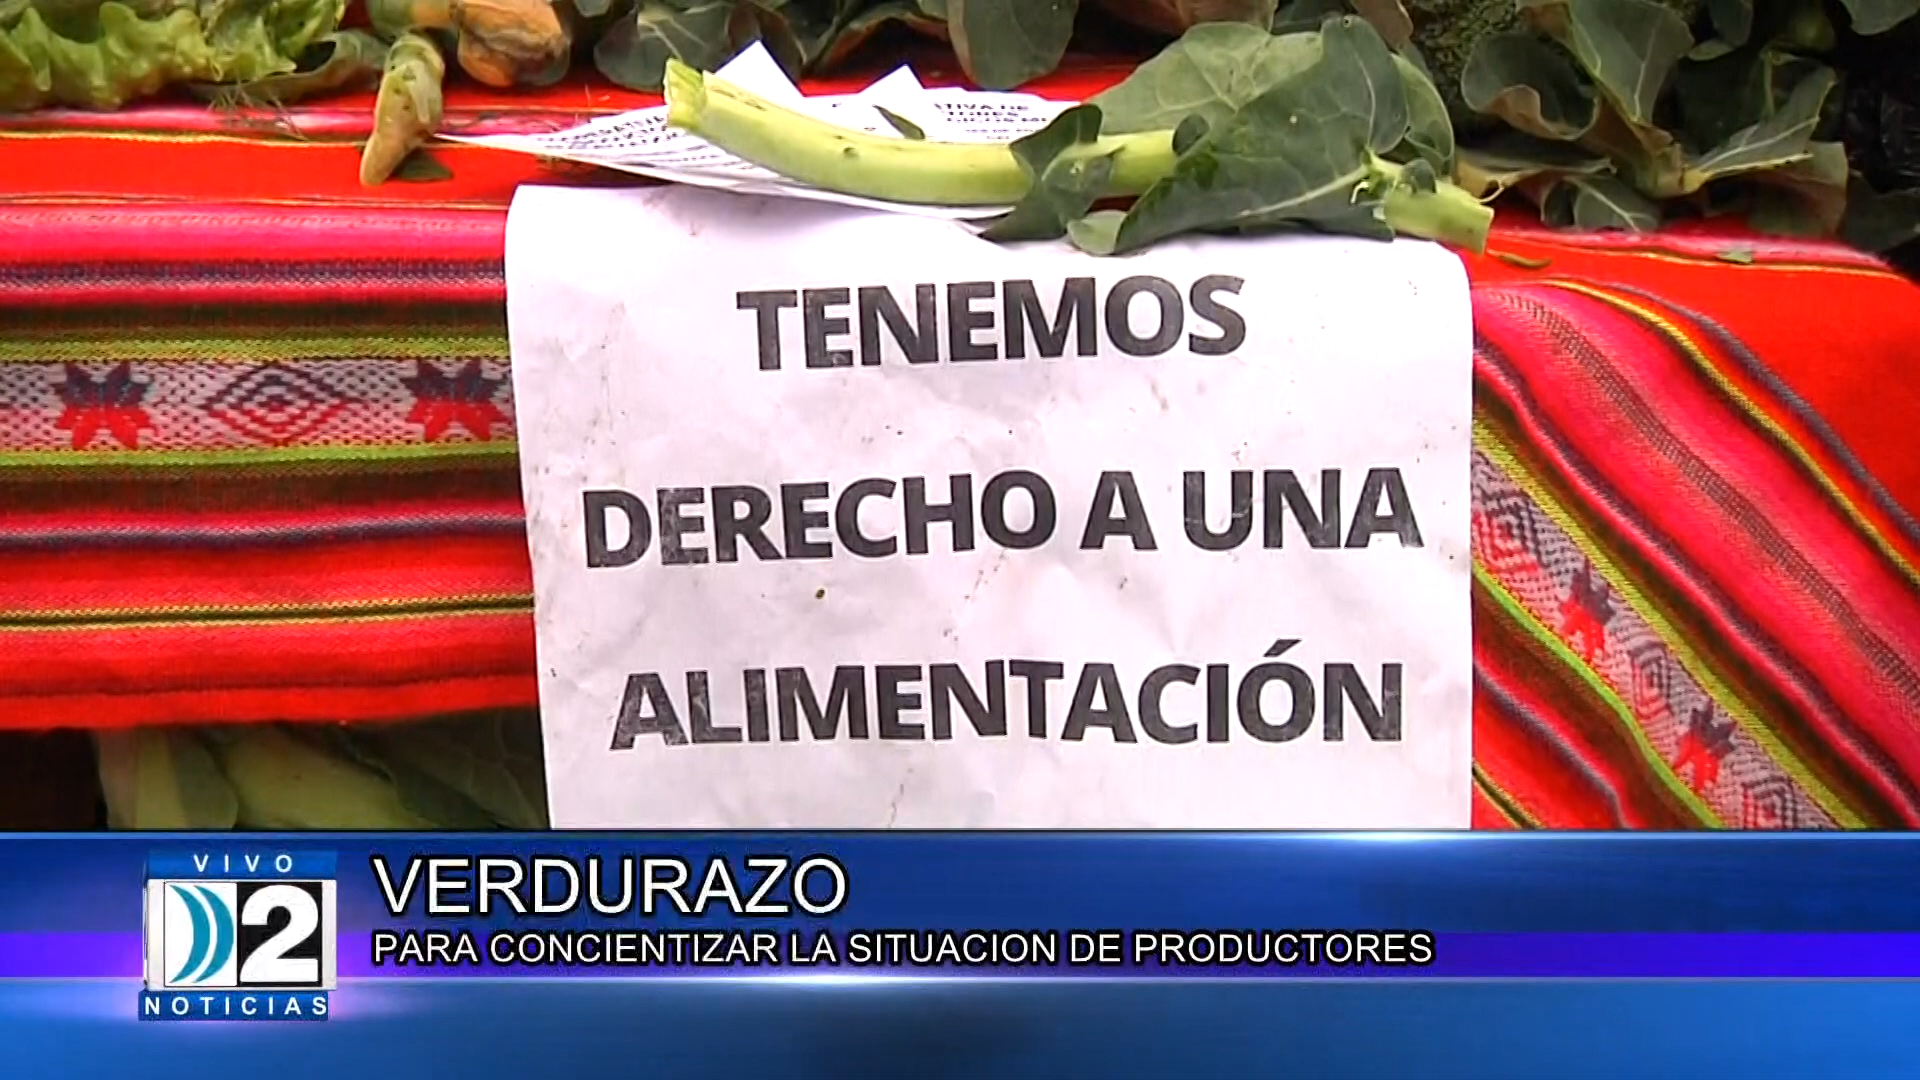 TENEMOS
DERECHO A UNA
ALIMENTACIÓN
VIVO
2
NOTICIAS
VERDURAZO
PARA CONCIENTIZAR LA SITUACION DE PRODUCTORES